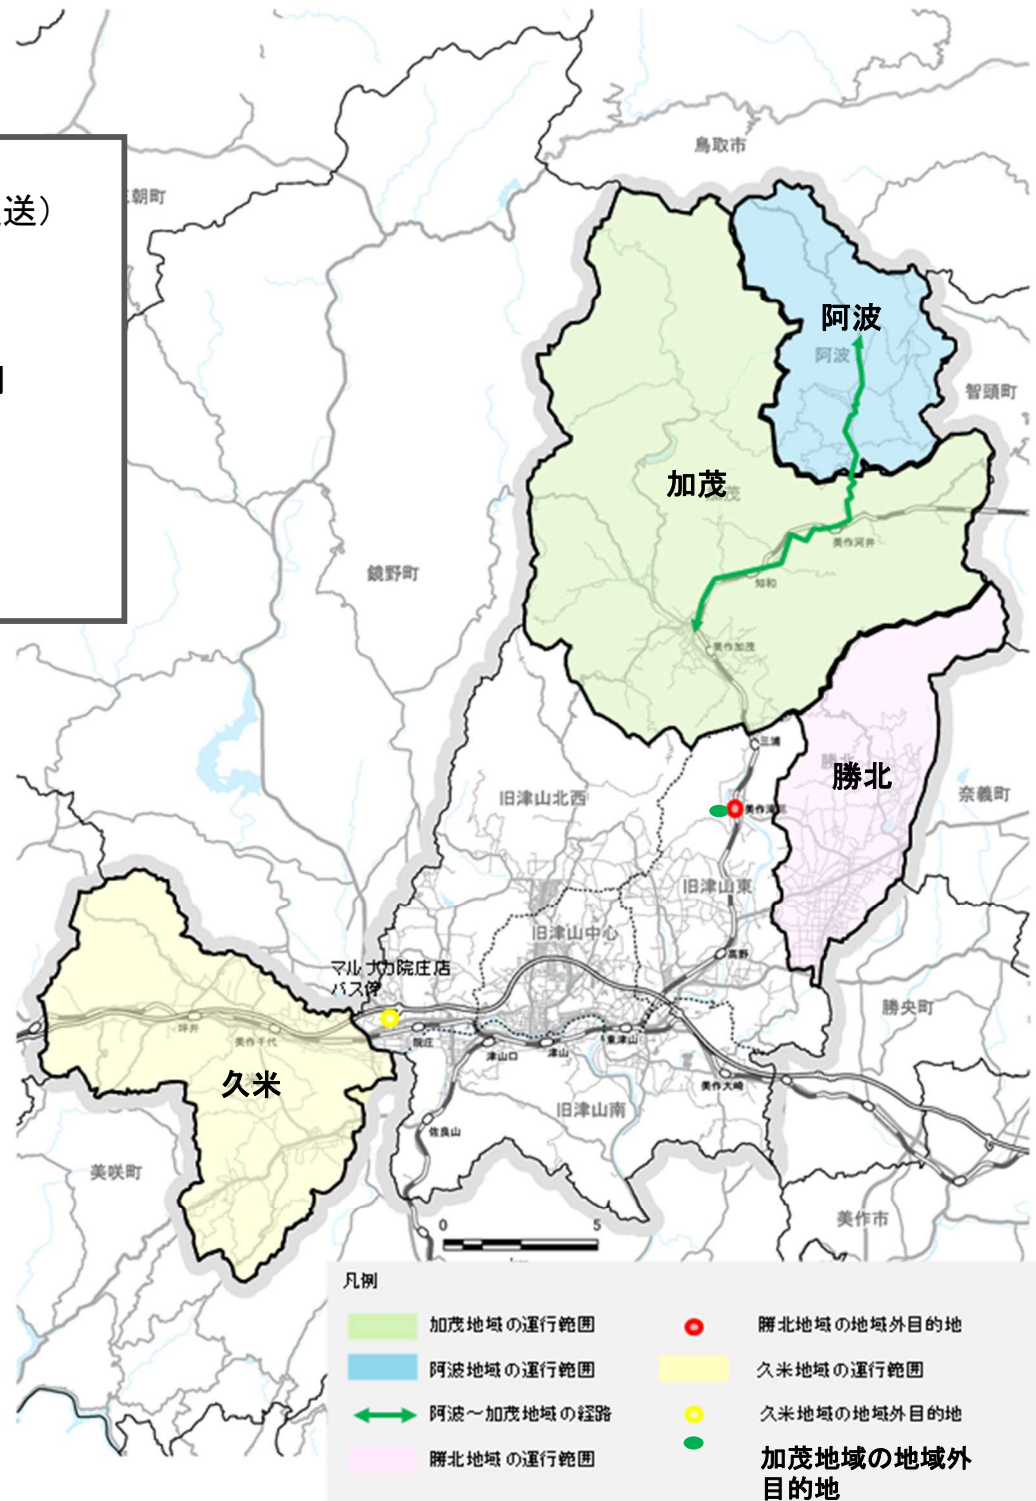 鳥取市
朝町
送）
阿波
阿波
智頭町
加茂
美作河井
知和
鏡野町
美作加茂
三浦
勝北
旧津山北西
奈義町
旧津山東
旧津山中心
高野
マルナカ院庄店
バス停
勝央町
坪井
美作千代
院庄
津山口
津山
東津山
久米
美作大崎
旧津山南
佐良山
美咲町
美作市
0 5
凡例
加茂地域の運行範囲
勝北地域の地域外目的地
阿波地域の運行範囲
久米地域の運行範囲
阿波～加茂地域の経路
久米地域の地域外目的地
勝北地域の運行範囲
加茂地域の地域外
目的地